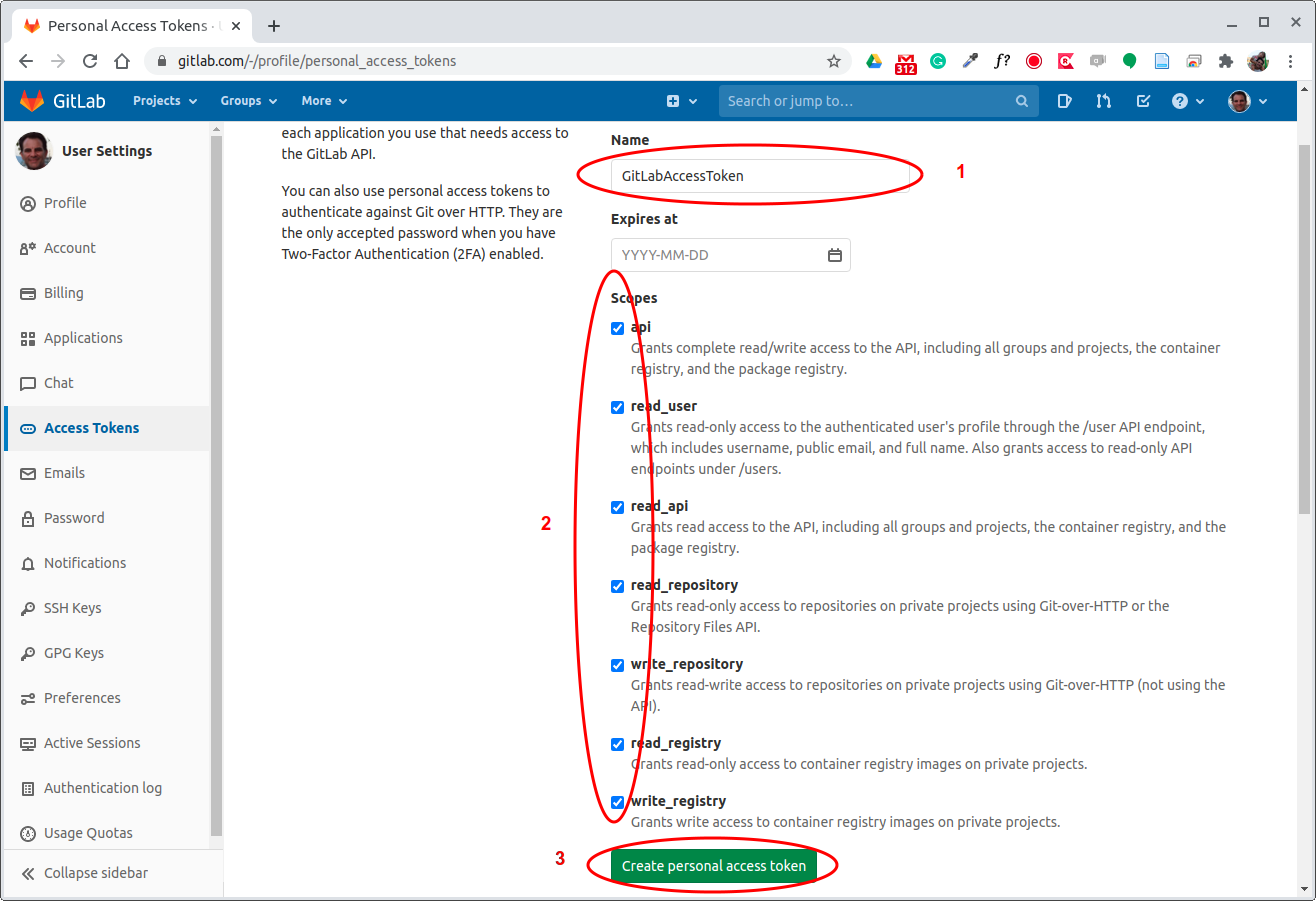 Personal Access Tokens · U
gitlab.com/-/profile/personal_access_tokens
312
f?
GitLab
Projects
Groups
More
Search or jump to…
User Settings
Profile
Account
Billing
Applications
Chat
Access Tokens
Emails
Password
Notifications
SSH Keys
GPG Keys
Preferences
Active Sessions
Authentication log
Usage Quotas
Collapse sidebar
each application you use that needs access to
the GitLab API.
You can also use personal access tokens to
authenticate against Git over HTTP. They are
the only accepted password when you have
Two-Factor Authentication (2FA) enabled.
Name
GitLabAccessToken
1
Expires at
YYYY-MM-DD
Scopes
api
Grants complete read/write access to the API, including all groups and projects, the container
registry, and the package registry.
read_user
Grants read-only access to the authenticated user's profile through the /user API endpoint,
which includes username, public email, and full name. Also grants access to read-only API
endpoints under /users.
2
read_api
Grants read access to the API, including all groups and projects, the container registry, and the
package registry.
read_repository
Grants read-only access to repositories on private projects using Git-over-HTTP or the
Repository Files API.
write_repository
Grants read-write access to repositories on private projects using Git-over-HTTP (not using the
API).
read_registry
Grants read-only access to container registry images on private projects.
write_registry
Grants write access to container registry images on private projects.
3
Create personal access token